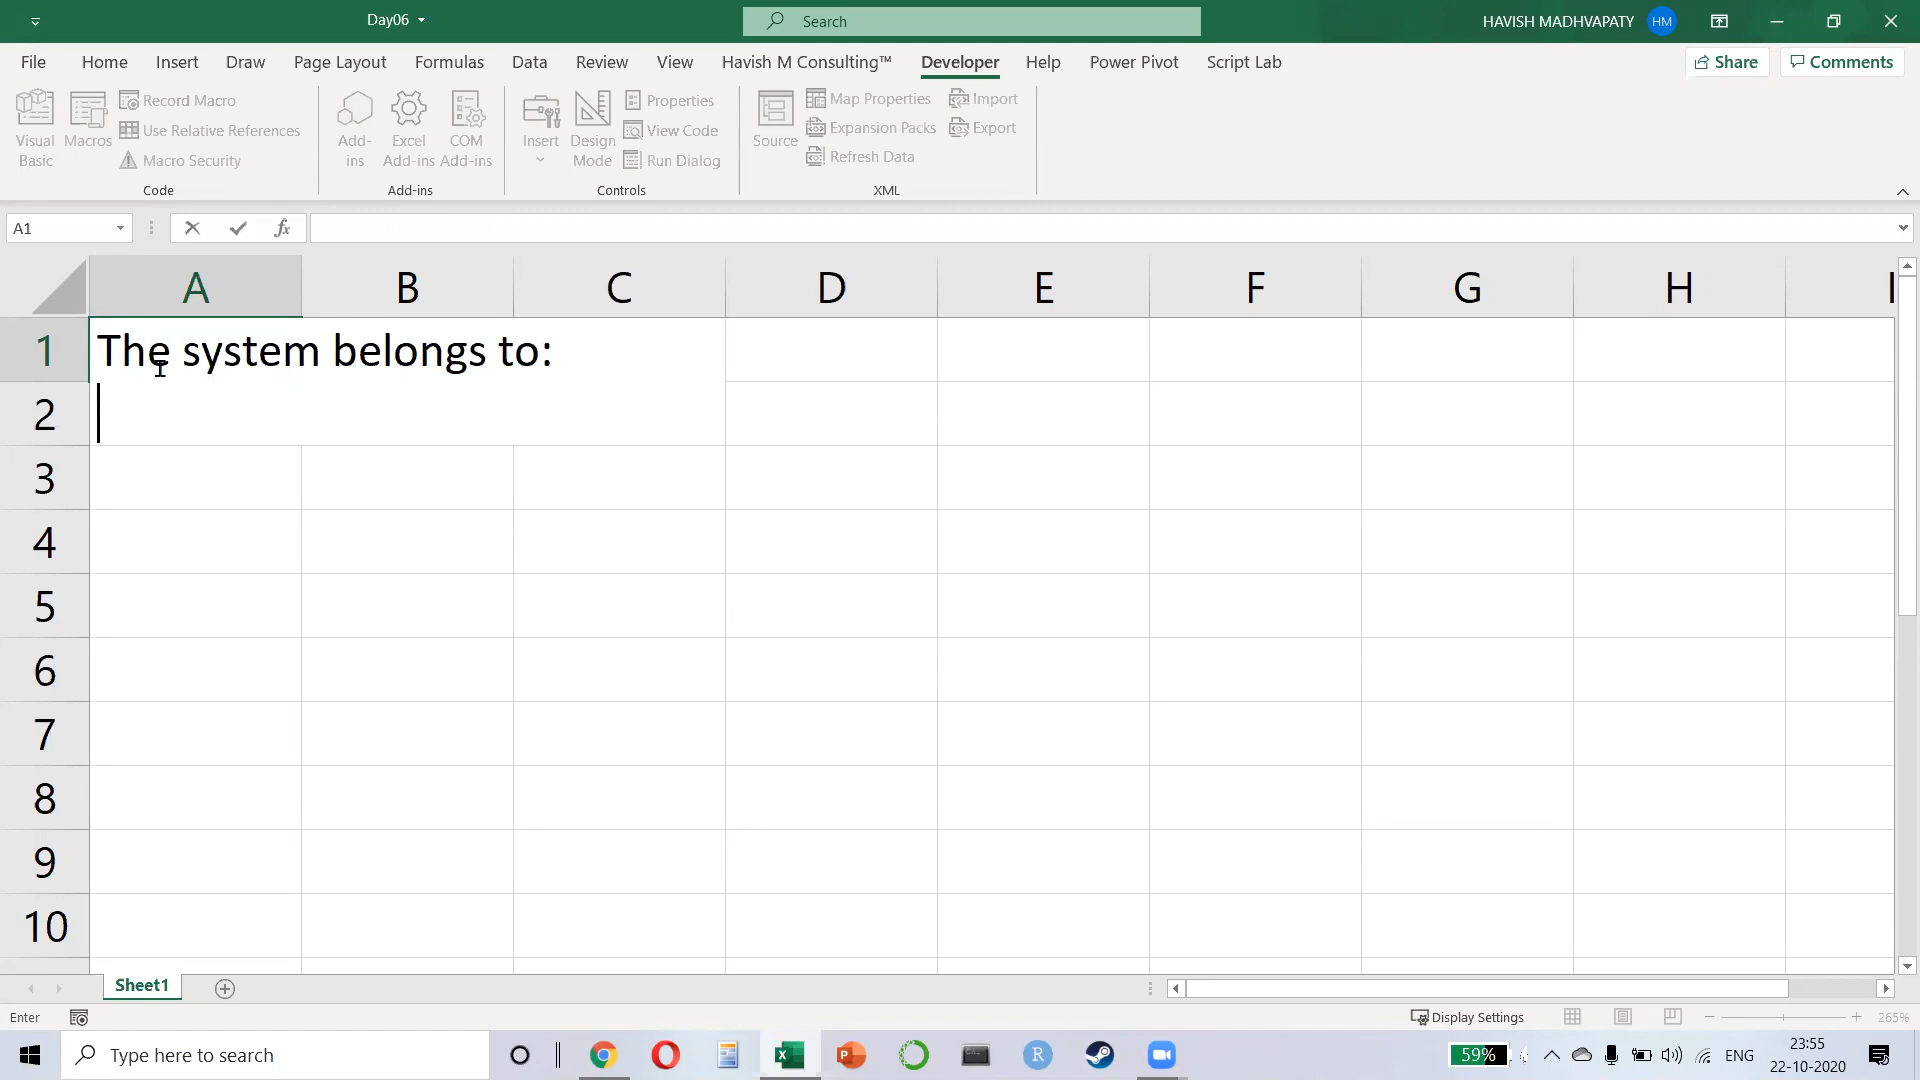 Day06
Search
HAVISH MADHVAPATY
HM
File Home Insert Draw Page Layout Formulas Data Review View Havish M Consulting™ Developer Help Power Pivot Script Lab
Share
Comments
Visual Basic
Macros
Record Macro
Use Relative References
Macro Security
Code
Add-ins
Excel Add-ins
COM Add-ins
Add-ins
Insert
Design Mode
Properties
View Code
Run Dialog
Controls
Source
Map Properties
Expansion Packs
Refresh Data
Import
Export
XML
A1
fx
A B C D E F G H I
1 The system belongs to:
2
3
4
5
6
7
8
9
10
Sheet1
Enter
Display Settings
265%
Type here to search
59%
ENG
23:55
22-10-2020